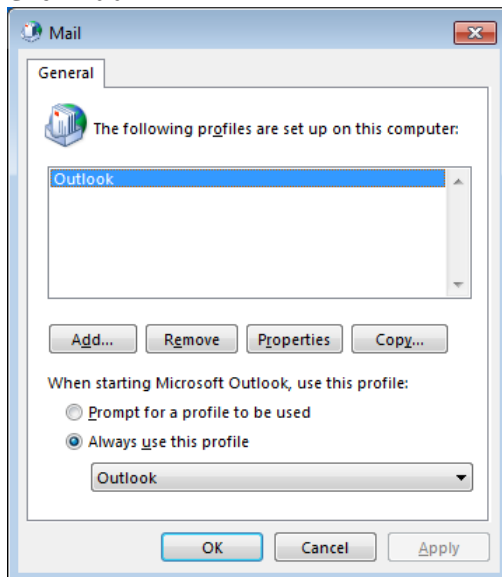 Mail
General
The following profiles are set up on this computer:
Outlook
Add... Remove Properties Copy...
When starting Microsoft Outlook, use this profile:
Prompt for a profile to be used
Always use this profile
Outlook
OK Cancel Apply